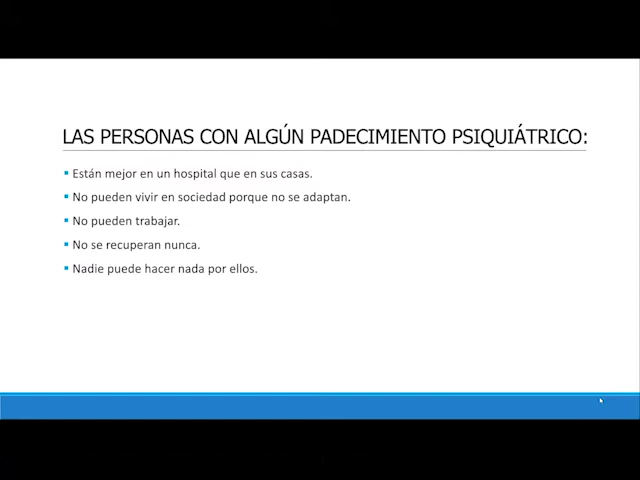 LAS PERSONAS CON ALGÚN PADECIMIENTO PSIQUIÁTRICO:
Están mejor en un hospital que en sus casas.
No pueden vivir en sociedad porque no se adaptan.
No pueden trabajar.
No se recuperan nunca.
Nadie puede hacer nada por ellos.